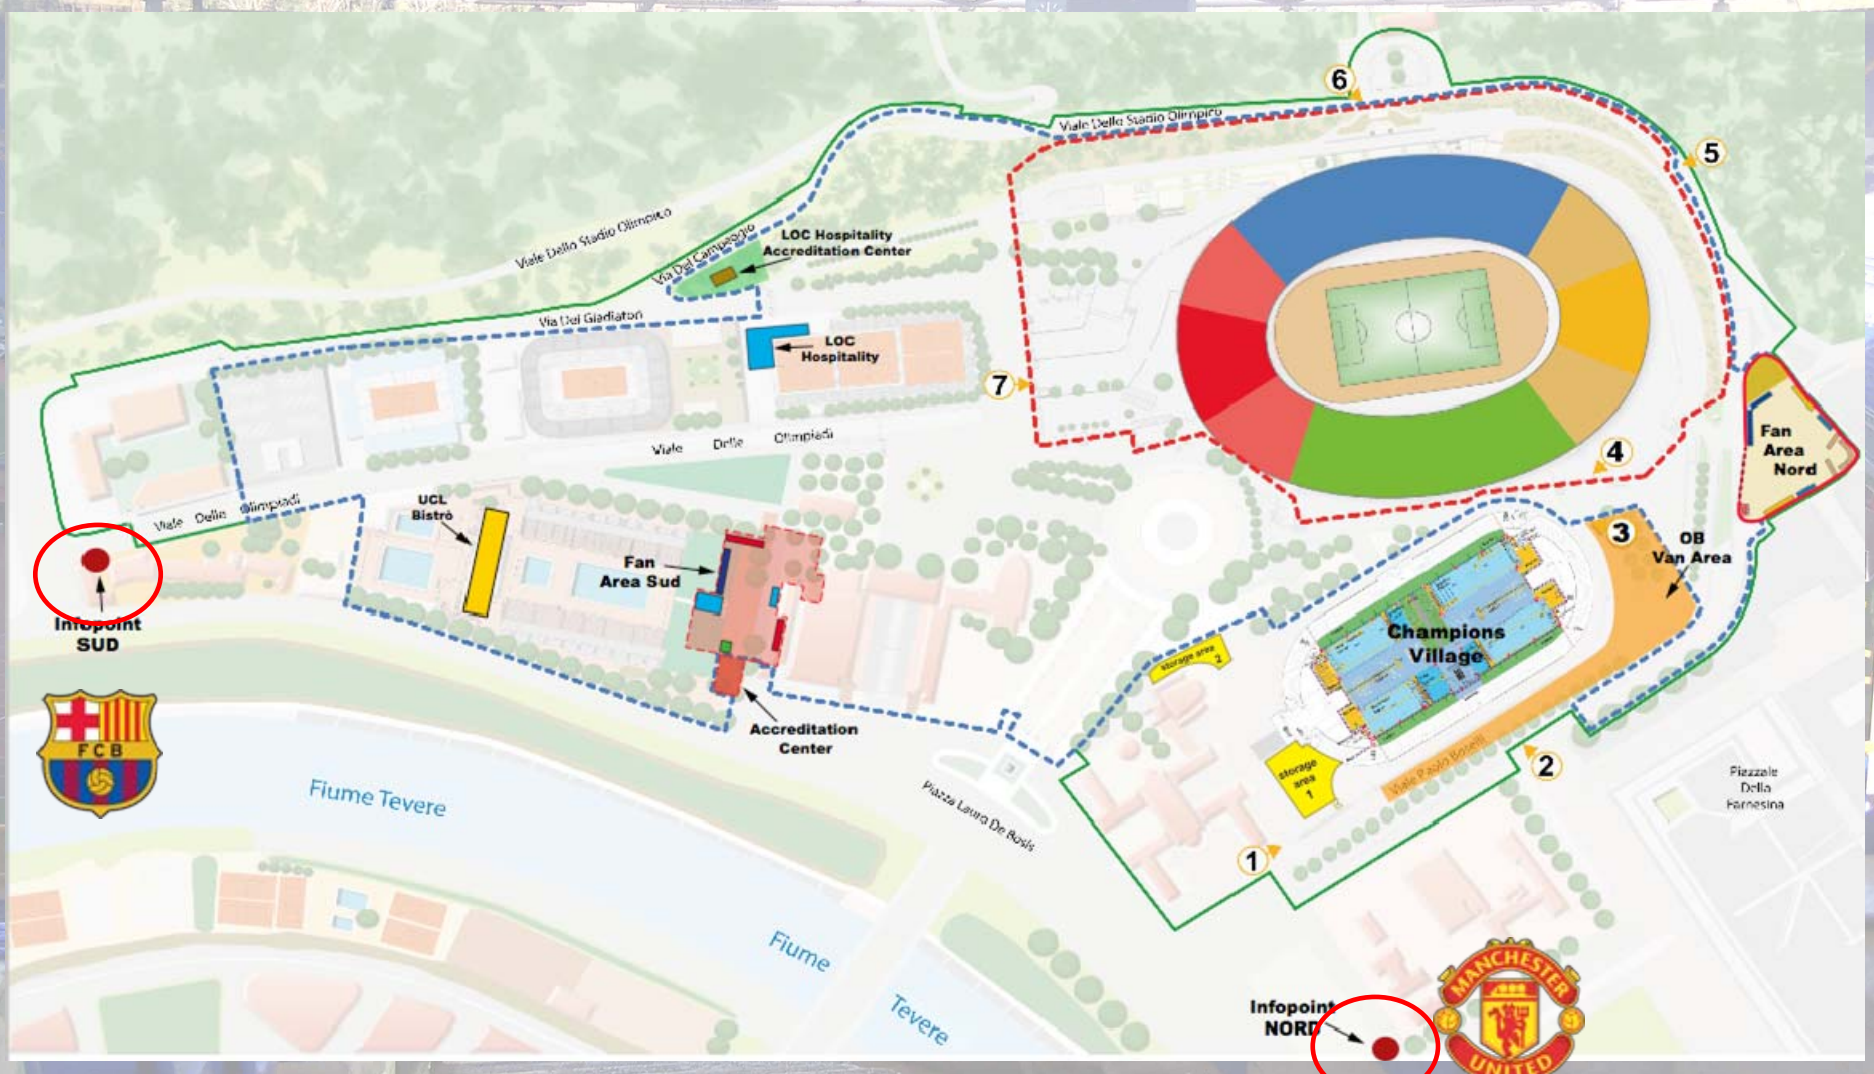 6
Viale Dello Stadio Olimpico
5
Viale Dello Stadio Olimpico
Via Del Campeggio
LOC Hospitality
Accreditation Center
Via Dei Gladiatori
LOC
Hospitality
7
Fan
Area
Nord
Viale Delle Olimpiadi
4
UCL
Bistrò
Viale Delle Olimpiadi
3
OB
Van Area
Fan
Area Sud
Infopoint
SUD
Champions
Village
storage area
2
FCB
Accreditation
Center
Fiume Tevere
Piazza Lauro De Bosis
storage
area
1
Viale Paolo Boselli
2
Piazzale
Della
Farnesina
1
Fiume
Tevere
Infopoint
NORD
MANCHESTER
UNITED